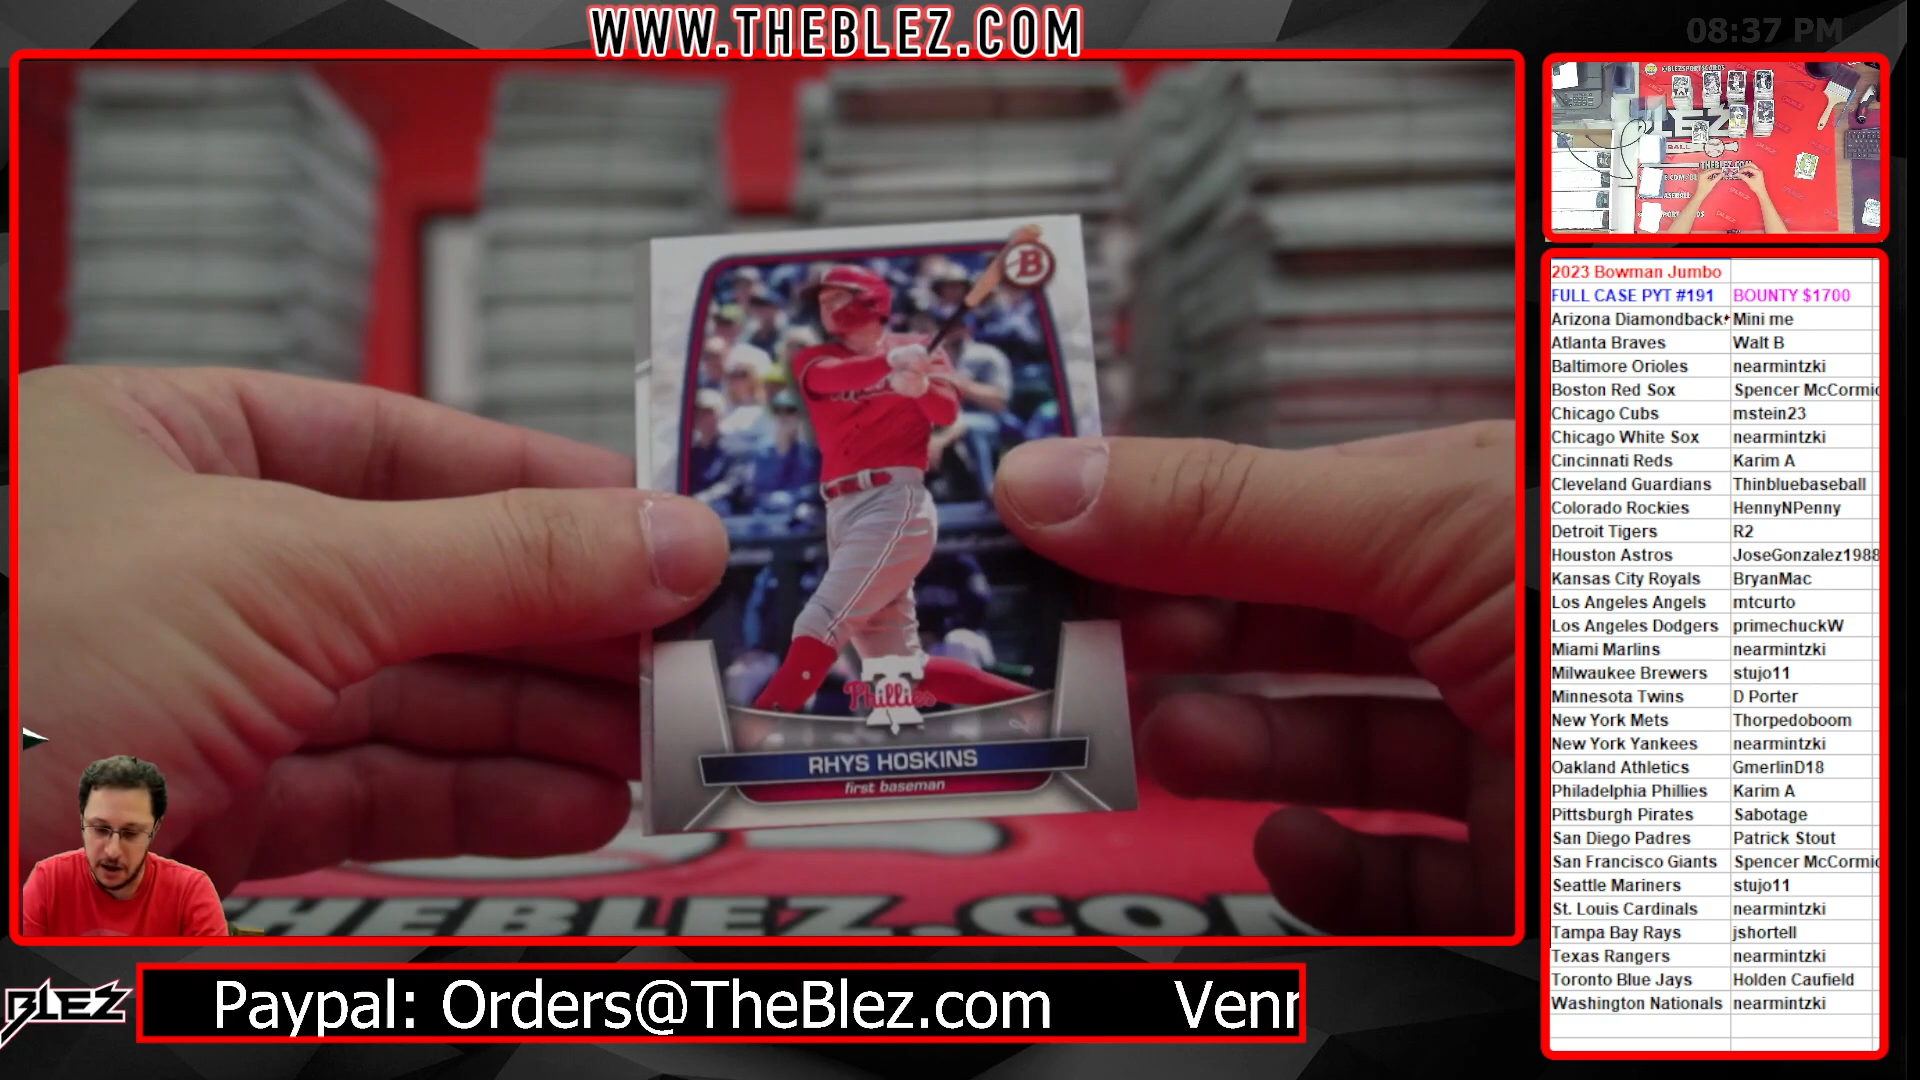 WWW.THEBLEZ.COM
08:37 PM
B
Phillies
RHYS HOSKINS
first baseman
THEBLEZ.COM
BLEZ
Paypal: Orders@TheBlez.com Venr
2023 Bowman Jumbo
FULL CASE PYT #191 BOUNTY $1700
Arizona Diamondback Mini me
Atlanta Braves Walt B
Baltimore Orioles nearmintzki
Boston Red Sox Spencer McCormic
Chicago Cubs mstein23
Chicago White Sox nearmintzki
Cincinnati Reds Karim A
Cleveland Guardians Thinbluebaseball
Colorado Rockies HennyNPenny
Detroit Tigers R2
Houston Astros JoseGonzalez1988
Kansas City Royals BryanMac
Los Angeles Angels mtcurto
Los Angeles Dodgers primechuckW
Miami Marlins nearmintzki
Milwaukee Brewers stujo11
Minnesota Twins D Porter
New York Mets Thorpedoboom
New York Yankees nearmintzki
Oakland Athletics GmerlinD18
Philadelphia Phillies Karim A
Pittsburgh Pirates Sabotage
San Diego Padres Patrick Stout
San Francisco Giants Spencer McCormic
Seattle Mariners stujo11
St. Louis Cardinals nearmintzki
Tampa Bay Rays jshortell
Texas Rangers nearmintzki
Toronto Blue Jays Holden Caufield
Washington Nationals nearmintzki